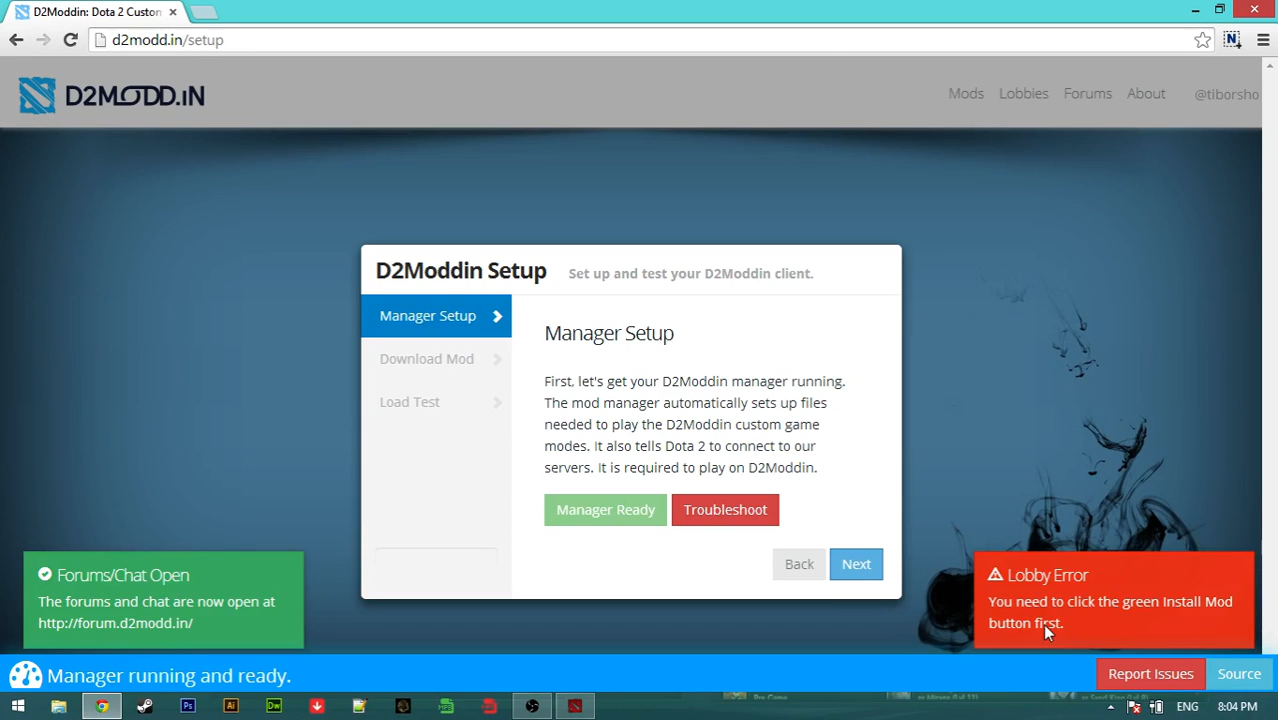 D2Moddin: Dota 2 Custon
d2modd.in/setup
D2MODD.iN
Mods Lobbies Forums About @tiborsho
D2Moddin Setup Set up and test your D2Moddin client.
Manager Setup
Download Mod
Load Test
Manager Setup
First, let's get your D2Moddin manager running.
The mod manager automatically sets up files
needed to play the D2Moddin custom game
modes. It also tells Dota 2 to connect to our
servers. It is required to play on D2Moddin.
Manager Ready Troubleshoot
Back Next
Forums/Chat Open
The forums and chat are now open at
http://forum.d2modd.in/
Lobby Error
You need to click the green Install Mod
button first.
Manager running and ready.
Report Issues Source
Ps Ai Dw
ENG 8:04 PM